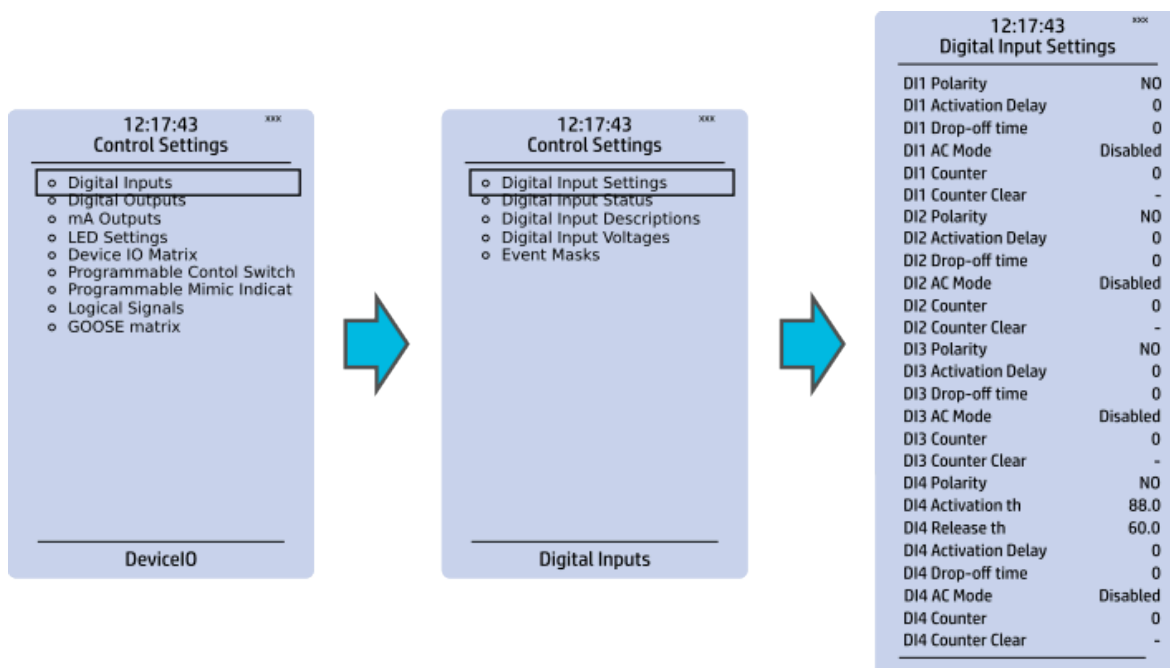 12:17:43 xxx
Control Settings
Digital Inputs
Digital Outputs
mA Outputs
LED Settings
Device IO Matrix
Programmable Contol Switch
Programmable Mimic Indicat
Logical Signals
GOOSE matrix
DeviceIO
12:17:43 xxx
Control Settings
Digital Input Settings
Digital Input Status
Digital Input Descriptions
Digital Input Voltages
Event Masks
Digital Inputs
12:17:43 xxx
Digital Input Settings
DI1 Polarity NO
DI1 Activation Delay 0
DI1 Drop-off time 0
DI1 AC Mode Disabled
DI1 Counter 0
DI1 Counter Clear -
DI2 Polarity NO
DI2 Activation Delay 0
DI2 Drop-off time 0
DI2 AC Mode Disabled
DI2 Counter 0
DI2 Counter Clear -
DI3 Polarity NO
DI3 Activation Delay 0
DI3 Drop-off time 0
DI3 AC Mode Disabled
DI3 Counter 0
DI3 Counter Clear -
DI4 Polarity NO
DI4 Activation th 88.0
DI4 Release th 60.0
DI4 Activation Delay 0
DI4 Drop-off time 0
DI4 AC Mode Disabled
DI4 Counter 0
DI4 Counter Clear -